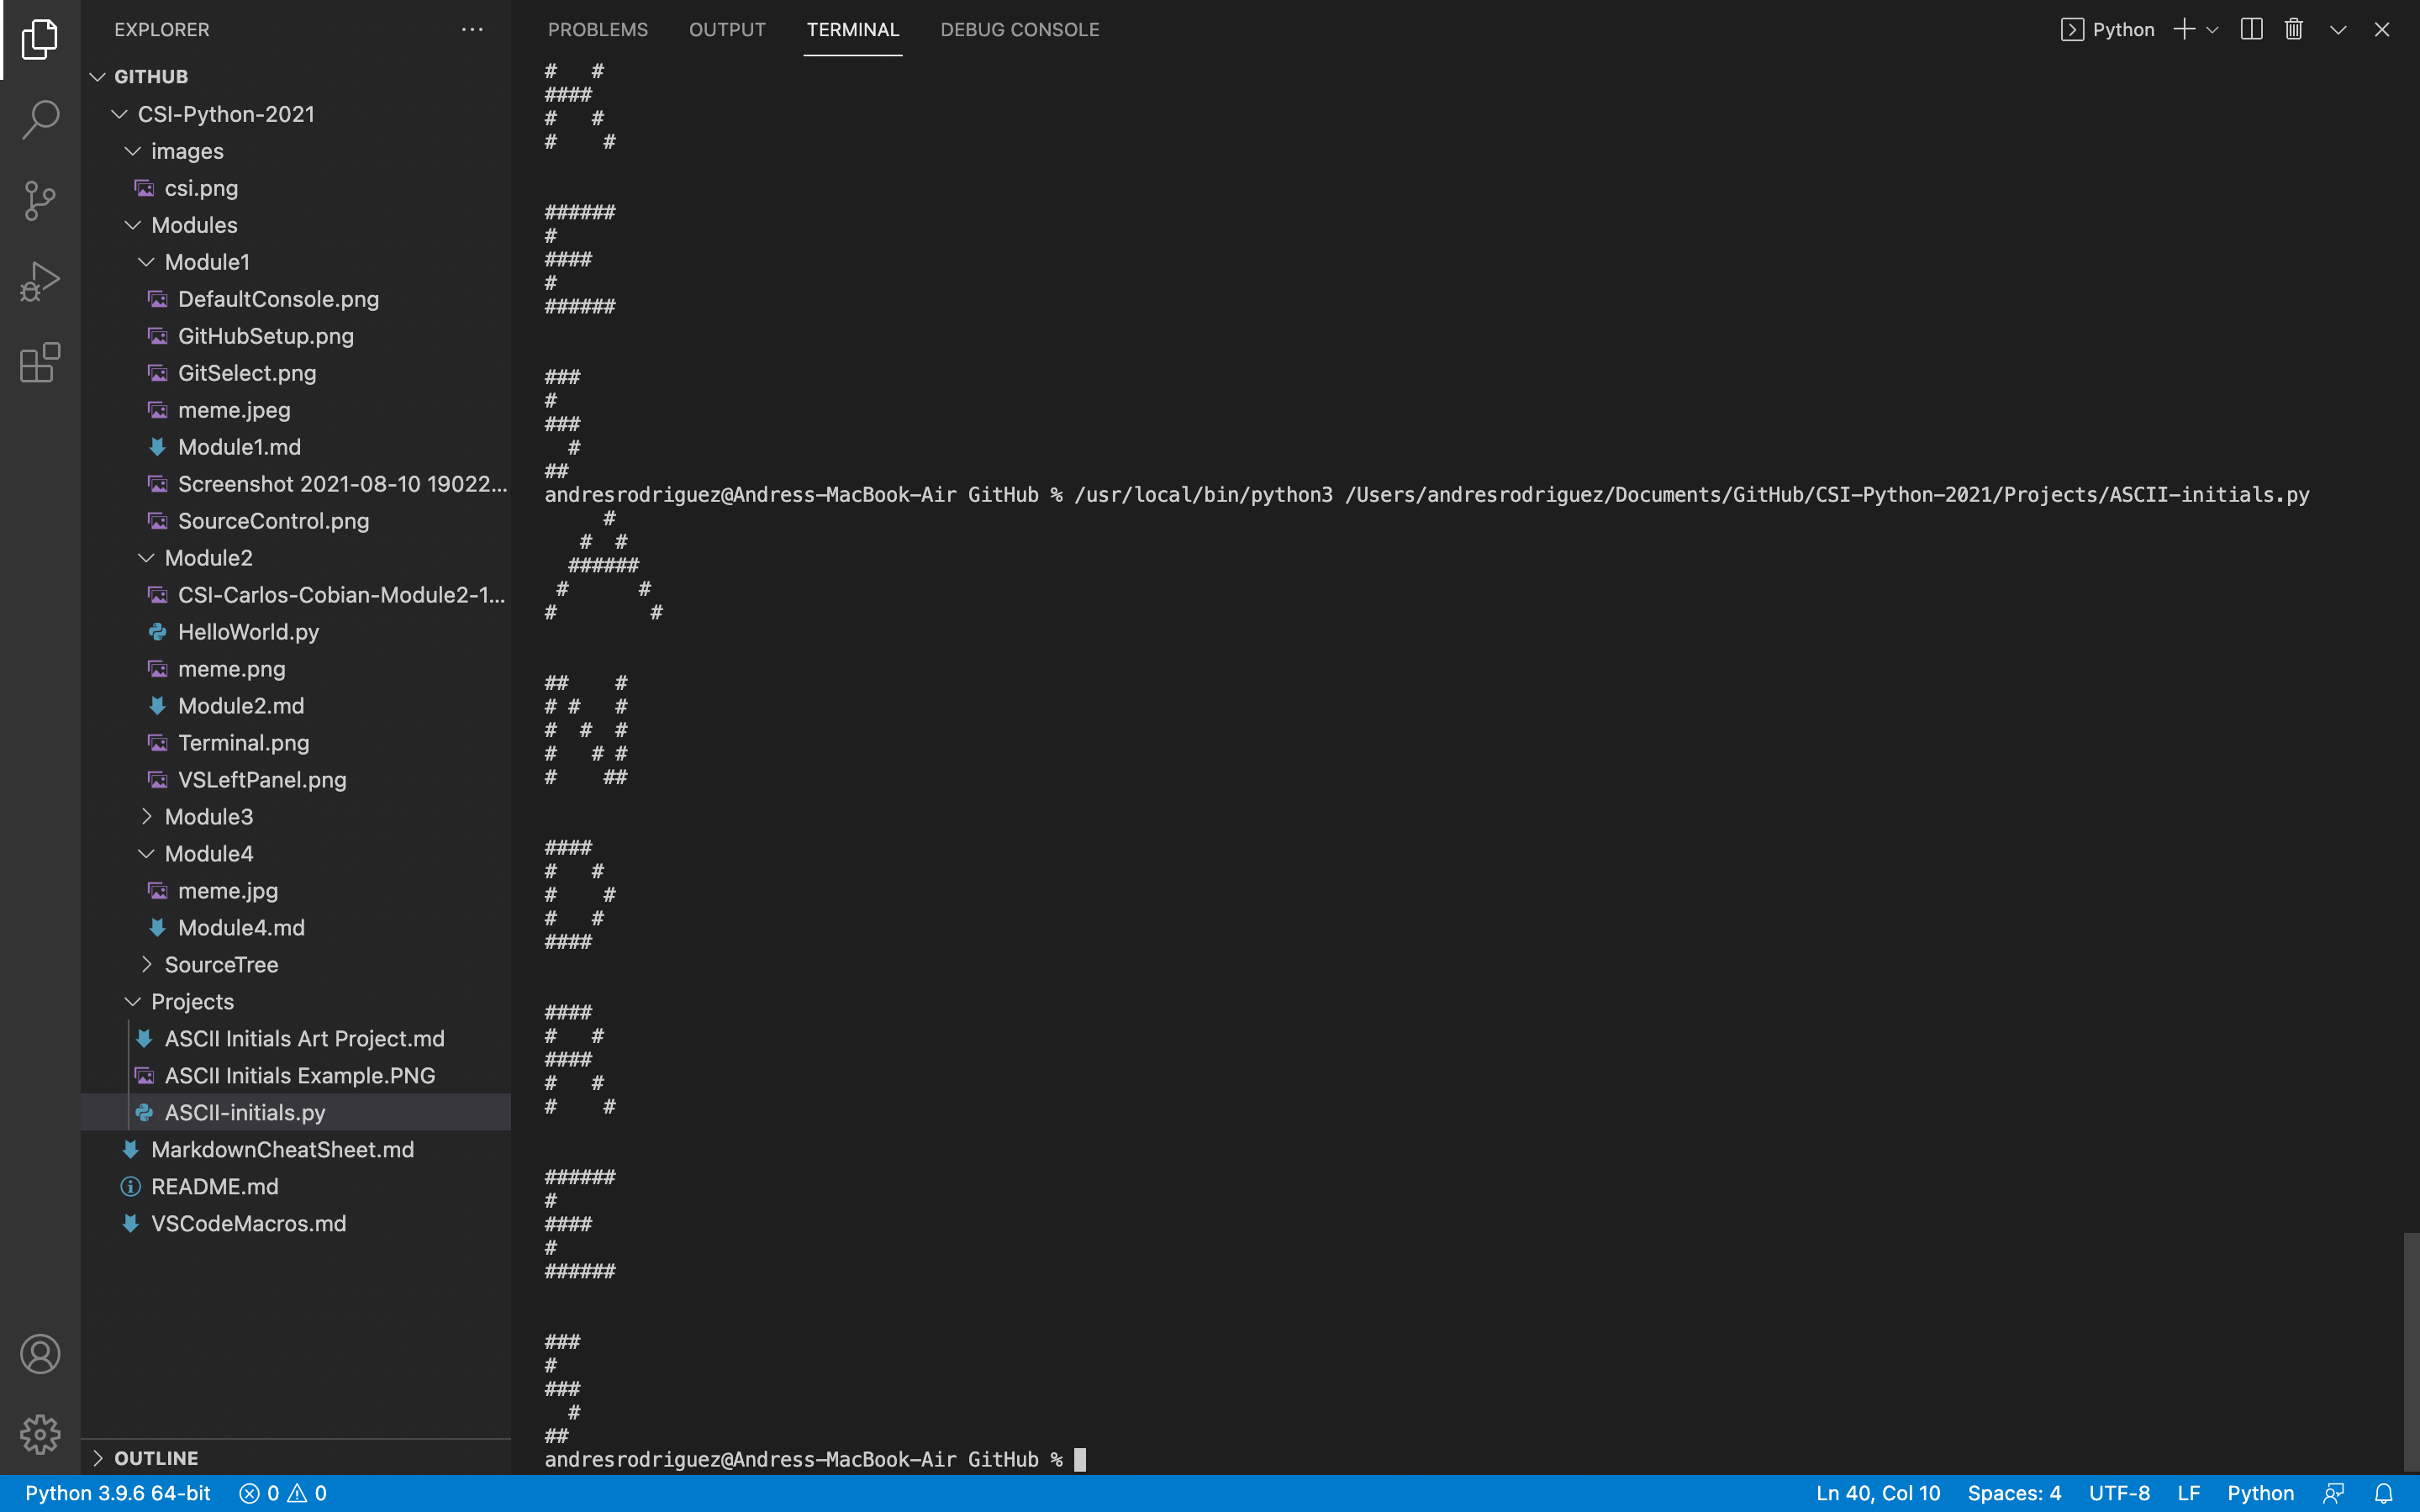 EXPLORER
GITHUB
CSI-Python-2021
images
csi.png
Modules
Module1
DefaultConsole.png
GitHubSetup.png
GitSelect.png
meme.jpeg
Module1.md
Screenshot 2021-08-10 19022...
SourceControl.png
Module2
CSI-Carlos-Cobian-Module2-1...
HelloWorld.py
meme.png
Module2.md
Terminal.png
VSLeftPanel.png
Module3
Module4
meme.jpg
Module4.md
SourceTree
Projects
ASCII Initials Art Project.md
ASCII Initials Example.PNG
ASCII-initials.py
MarkdownCheatSheet.md
README.md
VSCodeMacros.md
OUTLINE
PROBLEMS OUTPUT TERMINAL DEBUG CONSOLE Python
#   #
####
#   #
#    #
######
#
####
#
######
###
#
###
  #
##
andresrodriguez@Andress-MacBook-Air GitHub % /usr/local/bin/python3 /Users/andresrodriguez/Documents/GitHub/CSI-Python-2021/Projects/ASCII-initials.py
     #
   #  #
  ######
 #      #
#        #
##    #
# #   #
#  #  #
#   # #
#    ##
####
#   #
#    #
#   #
####
####
#   #
####
#   #
#    #
######
#
####
#
######
###
#
###
  #
##
andresrodriguez@Andress-MacBook-Air GitHub %
Python 3.9.6 64-bit 0 0 Ln 40, Col 10 Spaces: 4 UTF-8 LF Python